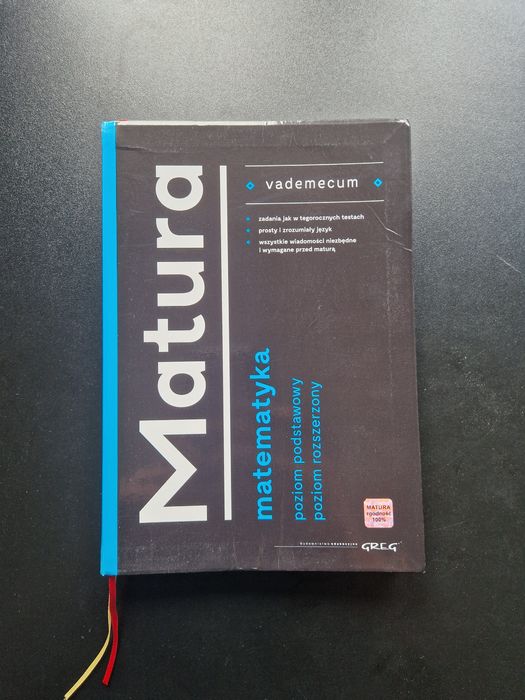 Matura
vademecum
zadania jak w tegorocznych testach
prosty i zrozumiały język
wszystkie wiadomości niezbędne
i wymagane przed maturą
matematyka
poziom podstawowy
poziom rozszerzony
MATURA
zgodność
100%
GREG